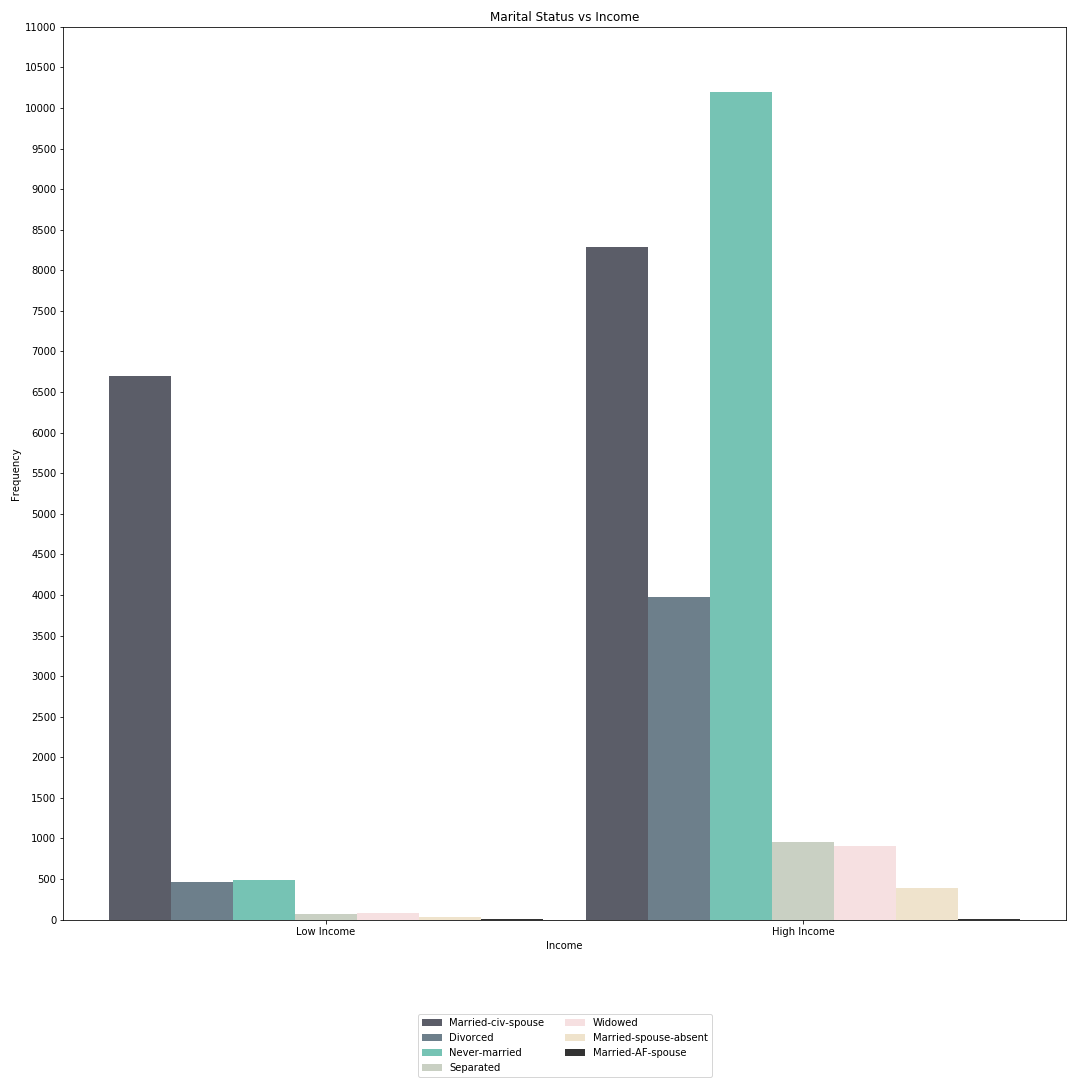 Marital Status vs Income
11000
10500
10000
9500
9000
8500
8000
7500
7000
6500
6000
5500
5000
4500
4000
3500
3000
2500
2000
1500
1000
500
0
Frequency
Low Income
High Income
Income
Married-civ-spouse
Divorced
Never-married
Separated
Widowed
Married-spouse-absent
Married-AF-spouse